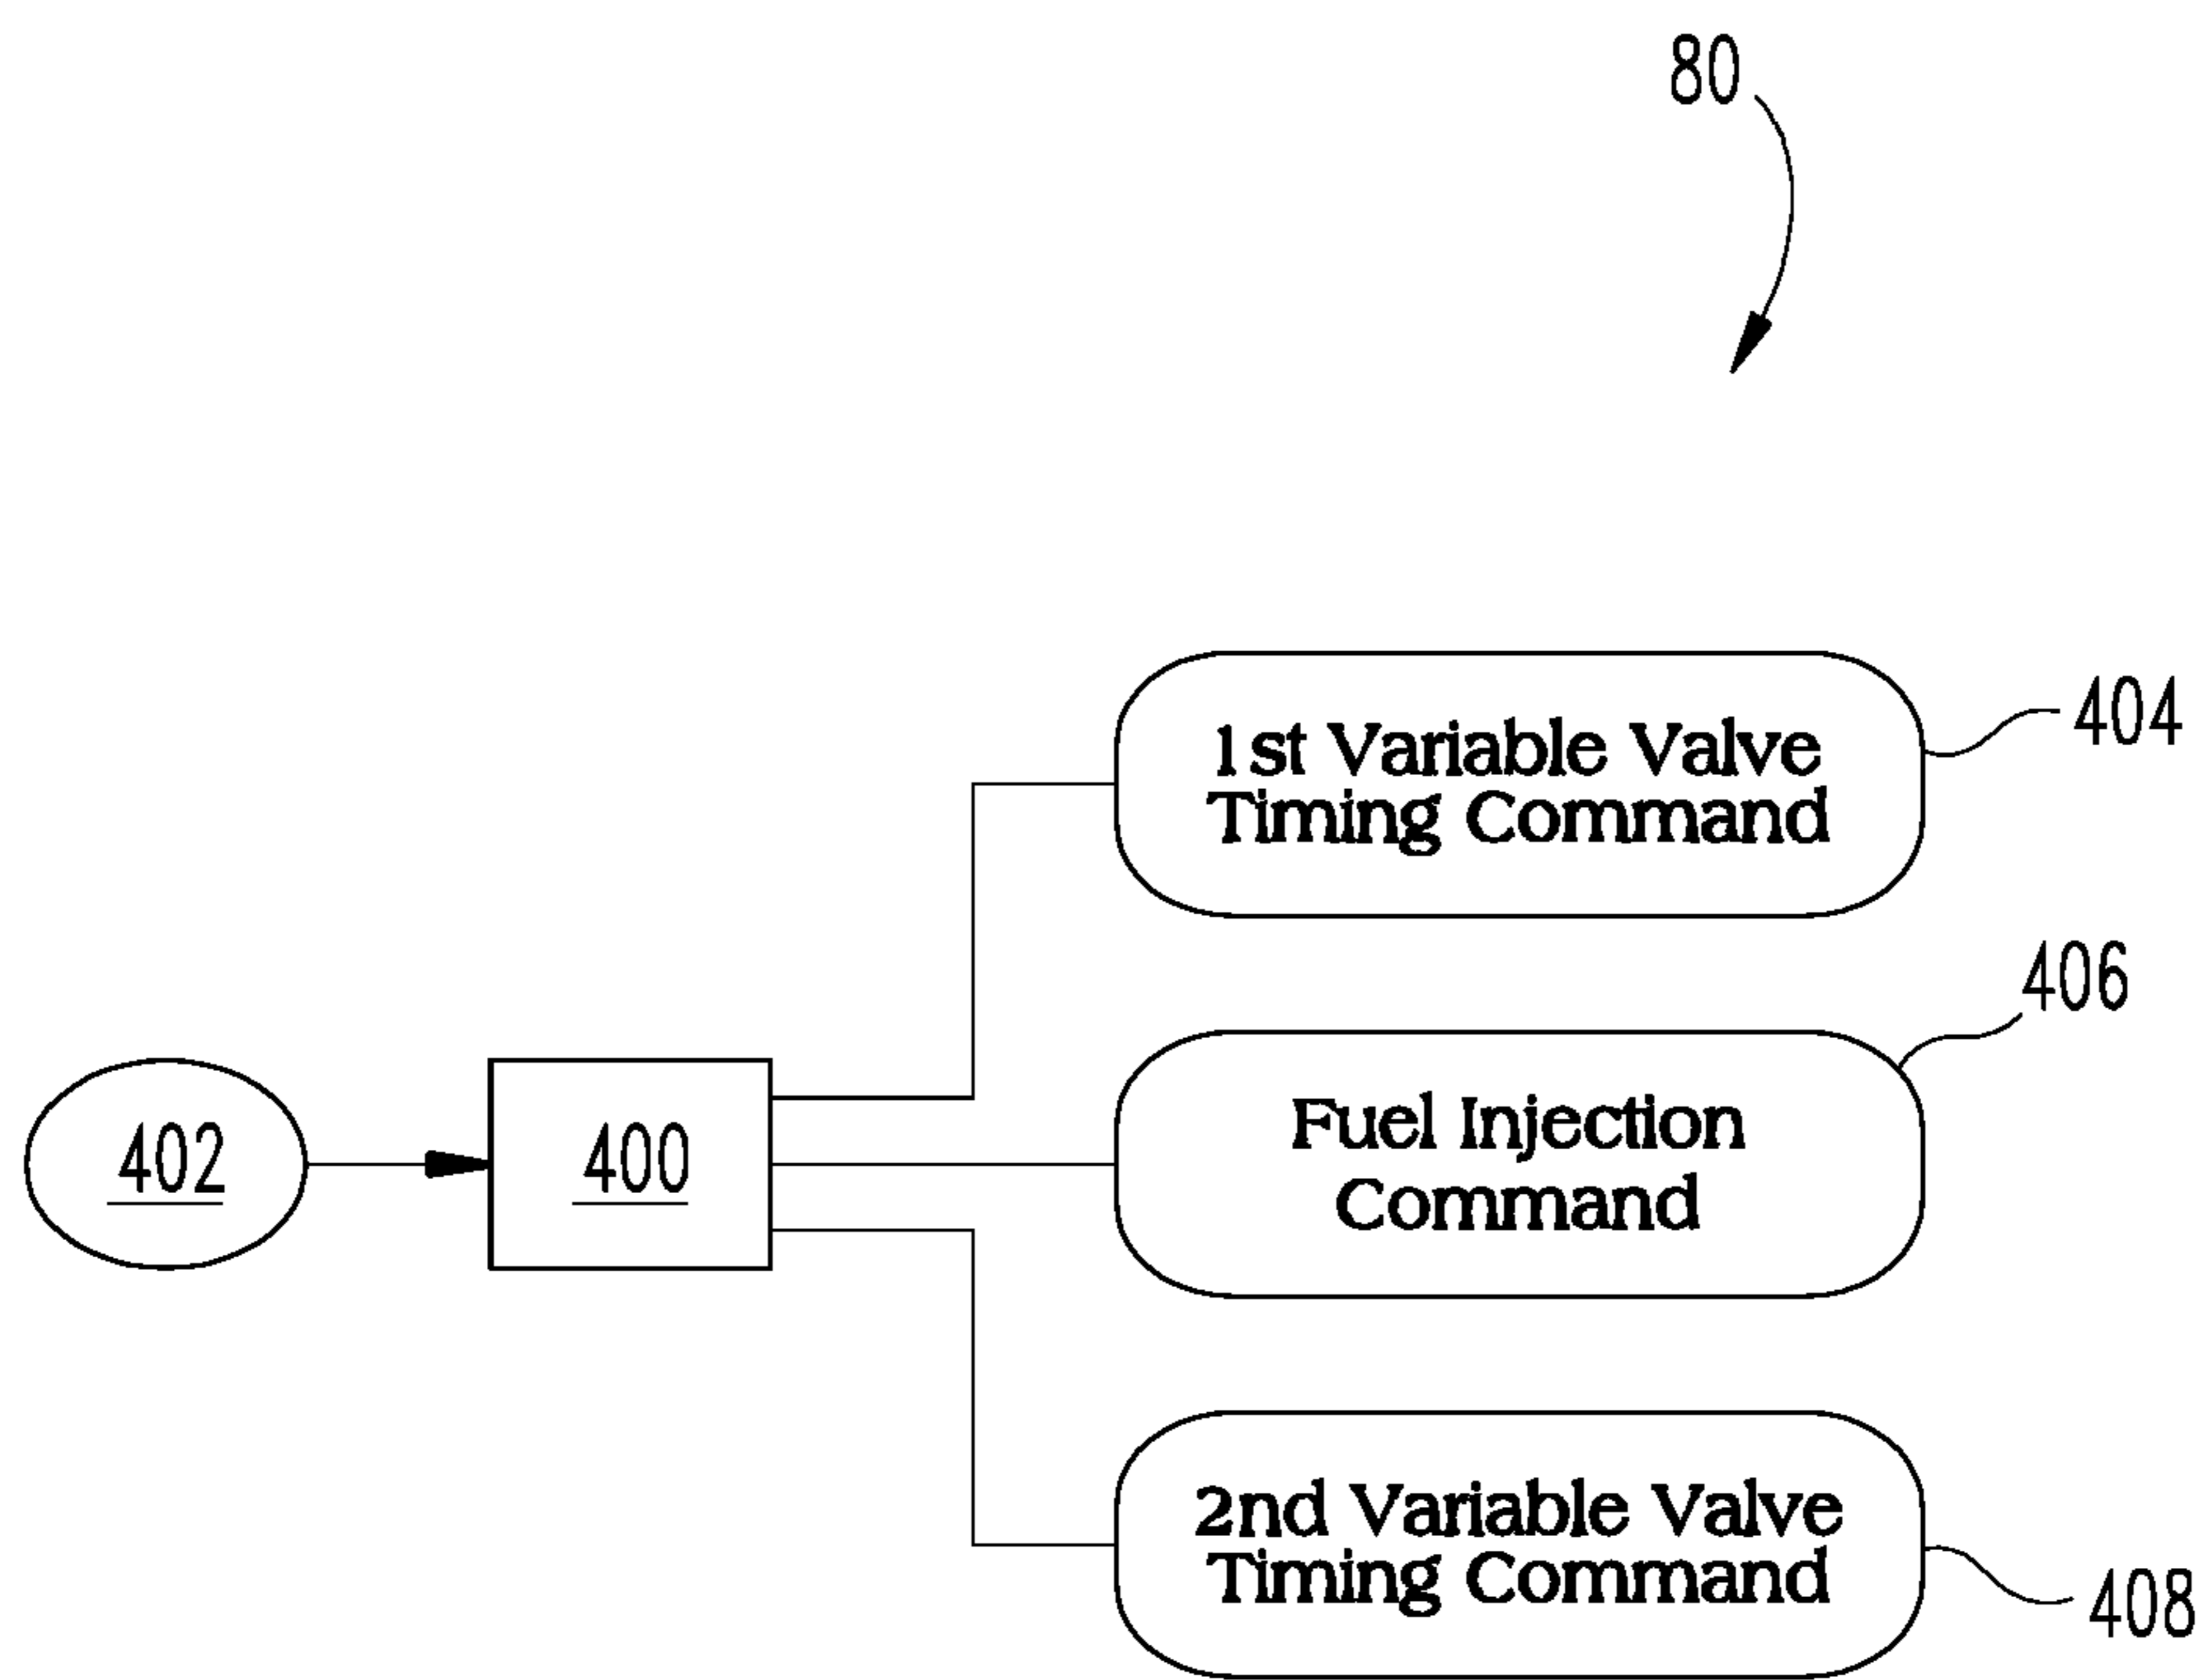 80
1st Variable Valve
Timing Command
404
406
Fuel Injection
Command
402
400
2nd Variable Valve
Timing Command
408